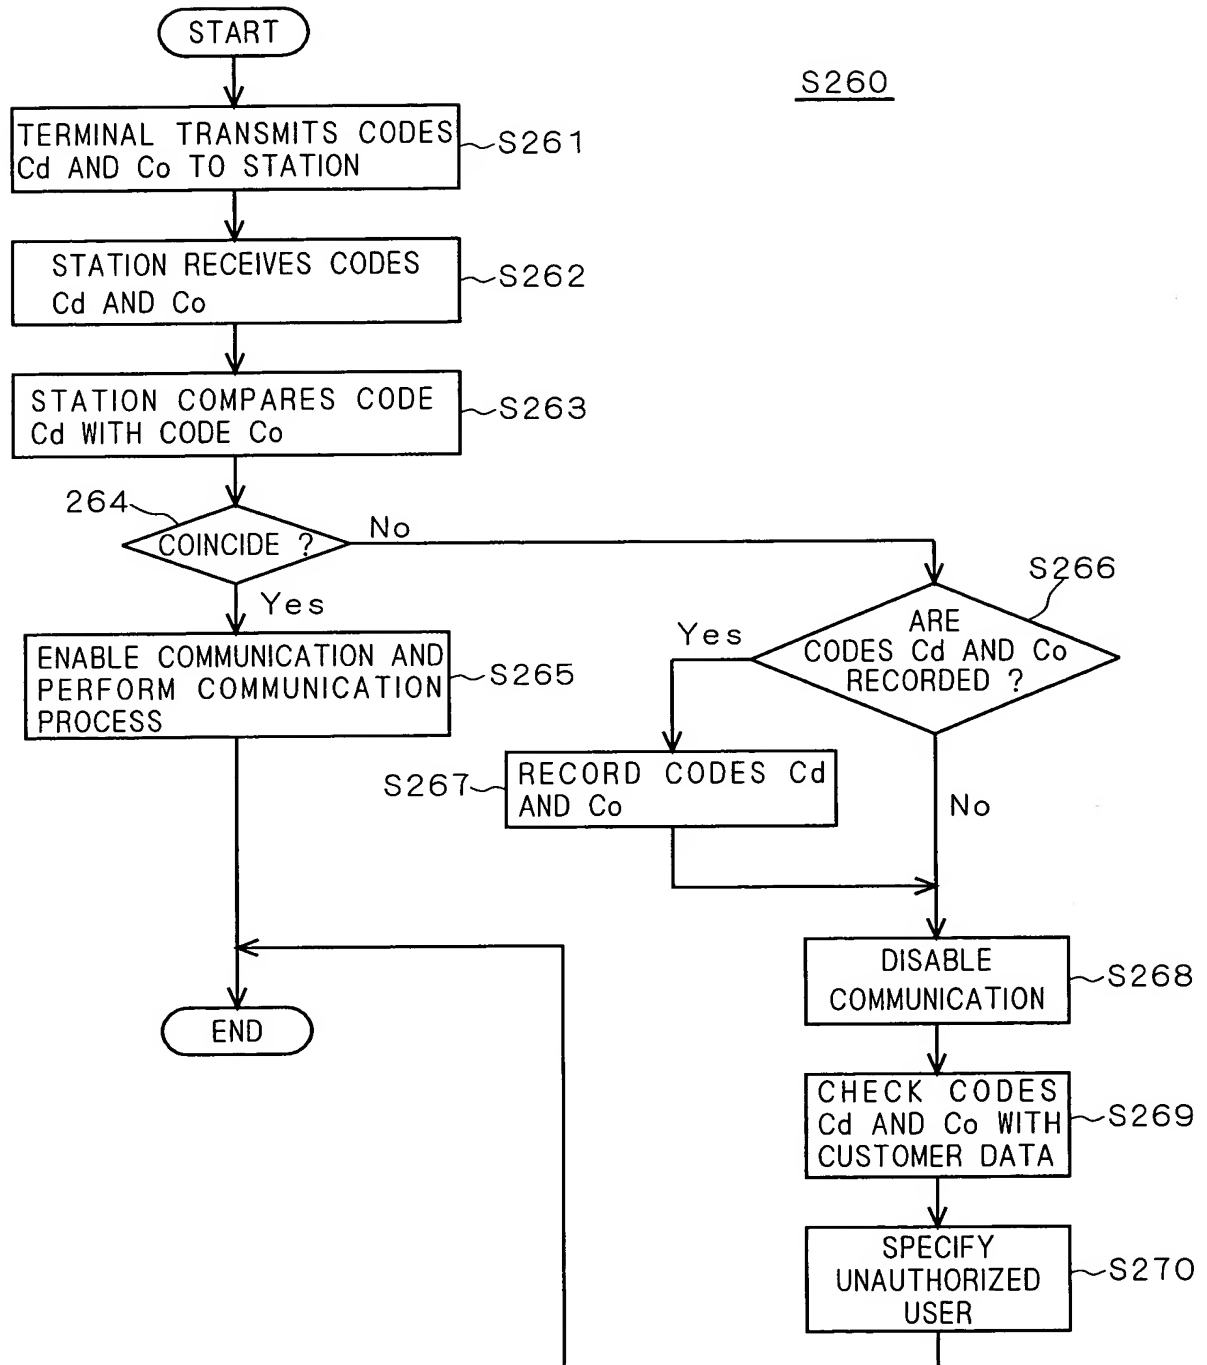 START
S260
TERMINAL TRANSMITS CODES
Cd AND Co TO STATION
S261
STATION RECEIVES CODES
Cd AND Co
S262
STATION COMPARES CODE
Cd WITH CODE Co
S263
264
COINCIDE ?
No
Yes
S266
ARE
CODES Cd AND Co
RECORDED ?
Yes
No
ENABLE COMMUNICATION AND
PERFORM COMMUNICATION
PROCESS
S265
S267
RECORD CODES Cd
AND Co
DISABLE
COMMUNICATION
S268
END
CHECK CODES
Cd AND Co WITH
CUSTOMER DATA
S269
SPECIFY
UNAUTHORIZED
USER
S270